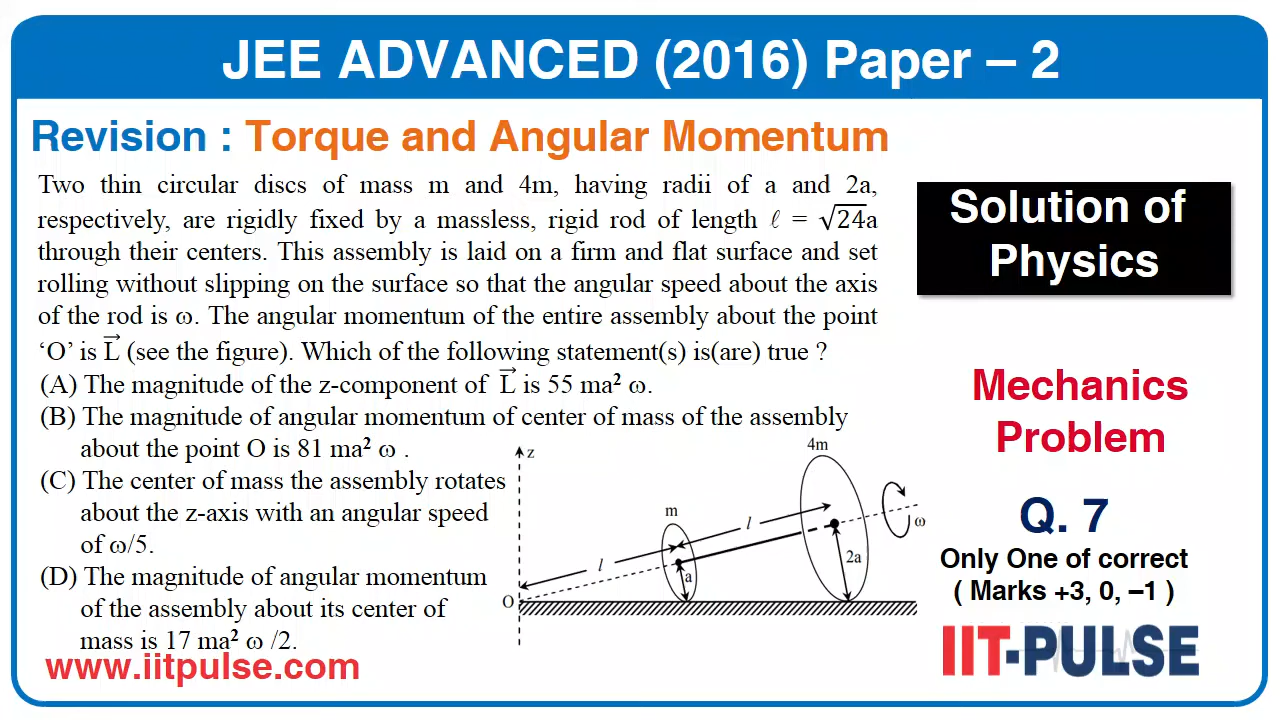 JEE ADVANCED (2016) Paper – 2
Revision : Torque and Angular Momentum
Two thin circular discs of mass m and 4m, having radii of a and 2a,
respectively, are rigidly fixed by a massless, rigid rod of length ℓ = √24a
through their centers. This assembly is laid on a firm and flat surface and set
rolling without slipping on the surface so that the angular speed about the axis
of the rod is ω. The angular momentum of the entire assembly about the point
‘O’ is L⃗ (see the figure). Which of the following statement(s) is(are) true ?
(A) The magnitude of the z-component of L⃗ is 55 ma² ω.
(B) The magnitude of angular momentum of center of mass of the assembly
about the point O is 81 ma² ω .
(C) The center of mass the assembly rotates
about the z-axis with an angular speed
of ω/5.
(D) The magnitude of angular momentum
of the assembly about its center of
mass is 17 ma² ω /2.
www.iitpulse.com
z
4m
m
l
l
ω
a
2a
O
Solution of
Physics
Mechanics
Problem
Q. 7
Only One of correct
( Marks +3, 0, –1 )
IIT-PULSE